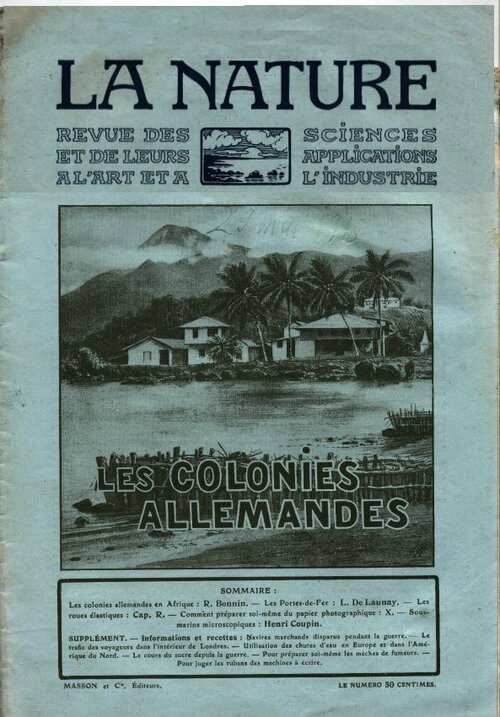 LA NATURE
REVUE DES SCIENCES
ET DE LEURS APPLICATIONS
A L'ART ET A L'INDUSTRIE
LES COLONIES
ALLEMANDES
SOMMAIRE :
Les colonies allemandes en Afrique : R. Bonnin. — Les Portes-de-Fer : L. De Launay. — Les
roues élastiques : Cap. R. — Comment préparer soi-même du papier photographique : X. — Sous-
marins microscopiques : Henri Coupin.
SUPPLÉMENT. — Informations et recettes : Navires marchands disparus pendant la guerre. — Le
trafic des voyageurs dans l'intérieur de Londres. — Utilisation des chutes d'eau en Europe et dans l'Amé-
rique du Nord. — Le cours du sucre depuis la guerre. — Pour préparer soi-même les mèches de fumeurs. —
Pour juger les rubans des machines à écrire.
MASSON et Cie, Éditeurs. LE NUMÉRO 50 CENTIMES.